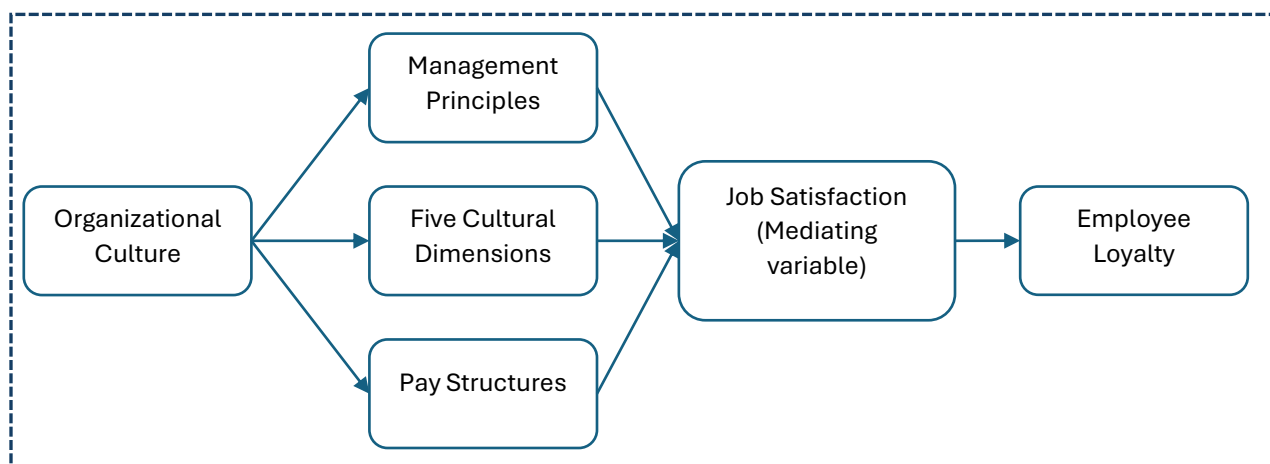 Management
Principles
Organizational
Culture
Five Cultural
Dimensions
Pay Structures
Job Satisfaction
(Mediating
variable)
Employee
Loyalty